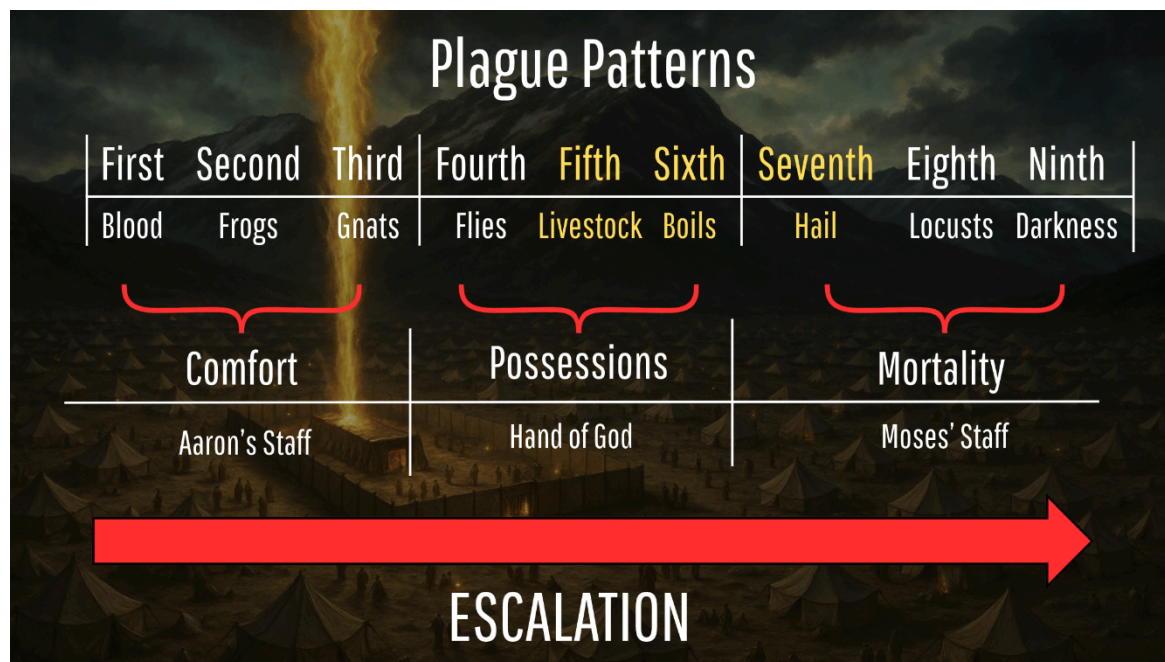 Plague Patterns
First Second Third Fourth Fifth Sixth Seventh Eighth Ninth
Blood Frogs Gnats Flies Livestock Boils Hail Locusts Darkness
Comfort Possessions Mortality
Aaron's Staff Hand of God Moses' Staff
ESCALATION